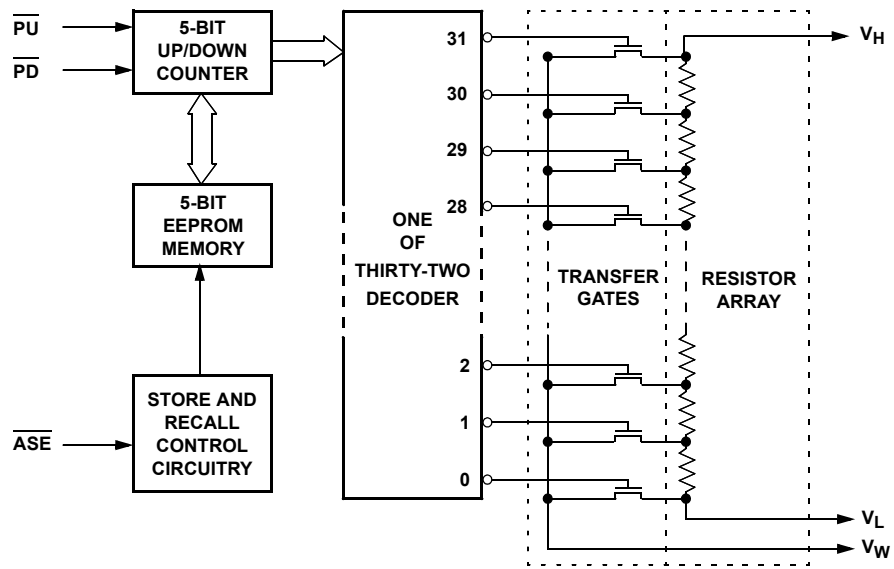 PU
PD
5-BIT
UP/DOWN
COUNTER
5-BIT
EEPROM
MEMORY
ASE
STORE AND
RECALL
CONTROL
CIRCUITRY
ONE
OF
THIRTY-TWO
DECODER
31
30
29
28
2
1
0
TRANSFER
GATES
RESISTOR
ARRAY
VH
VL
VW